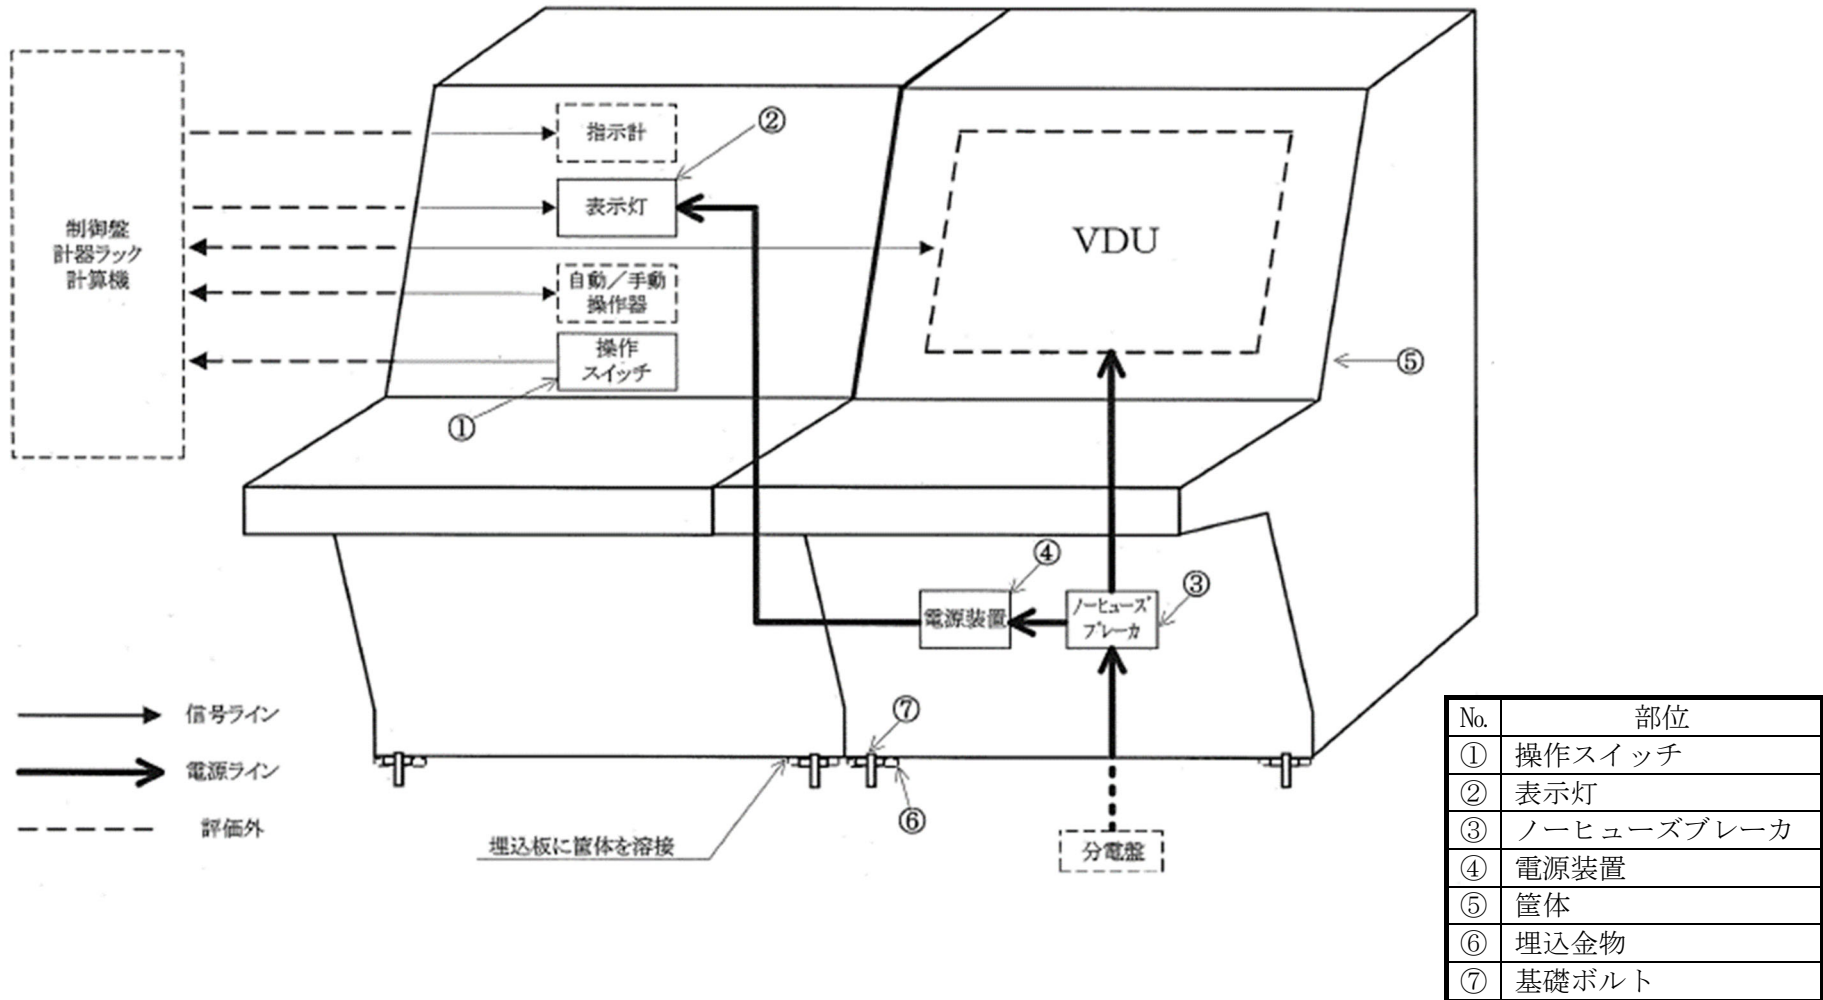 制御盤
計器ラック
計算機
指示計
②
表示灯
自動／手動
操作器
操作
スイッチ
①
VDU
⑤
④
電源装置
③
ノーヒューズ
ブレーカ
⑦
⑥
分電盤
埋込板に筐体を溶接
信号ライン
電源ライン
評価外
№ 部位
① 操作スイッチ
② 表示灯
③ ノーヒューズブレーカ
④ 電源装置
⑤ 筐体
⑥ 埋込金物
⑦ 基礎ボルト